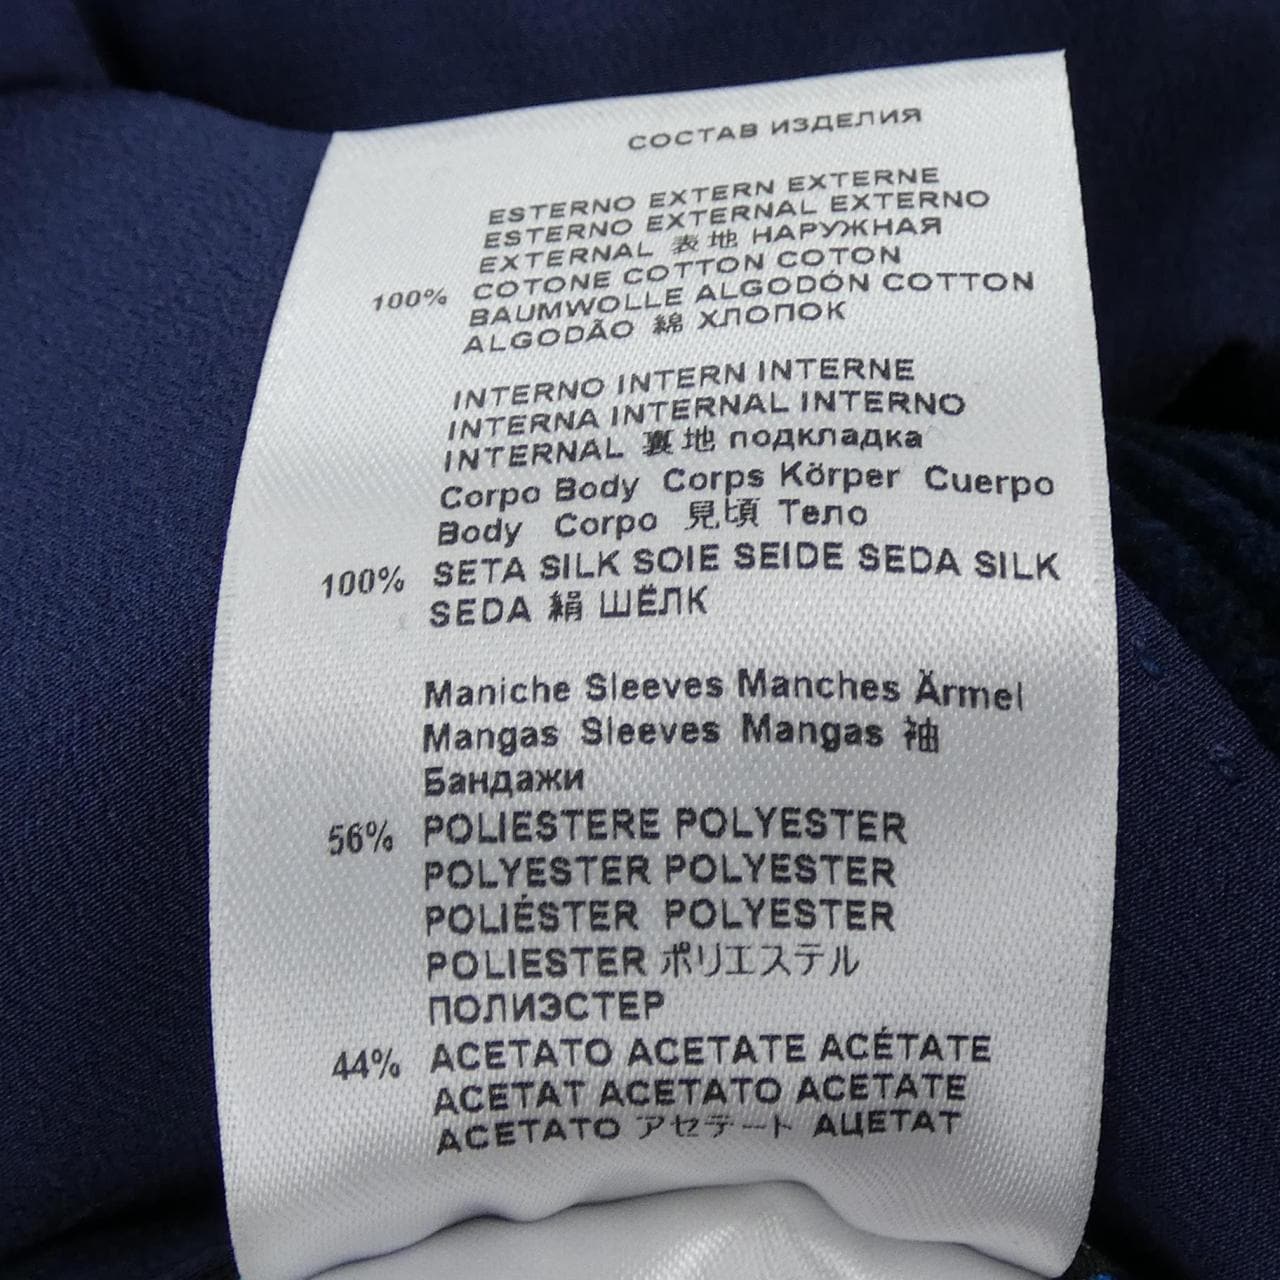 СОСТАВ ИЗДЕЛИЯ
ESTERNO EXTERN EXTERNE
ESTERNO EXTERNAL EXTERNO
EXTERNAL 表地 НАРУЖНАЯ
100% COTONE COTTON COTON
BAUMWOLLE ALGODÓN COTTON
ALGODÃO 綿 ХЛОПОК
INTERNO INTERN INTERNE
INTERNA INTERNAL INTERNO
INTERNAL 裏地 подкладка
Corpo Body Corps Körper Cuerpo
Body Corpo 見頃 Тело
100% SETA SILK SOIE SEIDE SEDA SILK
SEDA 絹 ШЁЛК
Maniche Sleeves Manches Ärmel
Mangas Sleeves Mangas 袖
Бандажи
56% POLIESTERE POLYESTER
POLYESTER POLYESTER
POLIÉSTER POLYESTER
POLIESTER ポリエステル
ПОЛИЭСТЕР
44% ACETATO ACETATE ACÉTATE
ACETAT ACETATO ACETATE
ACETATO アセテート АЦЕТАТ